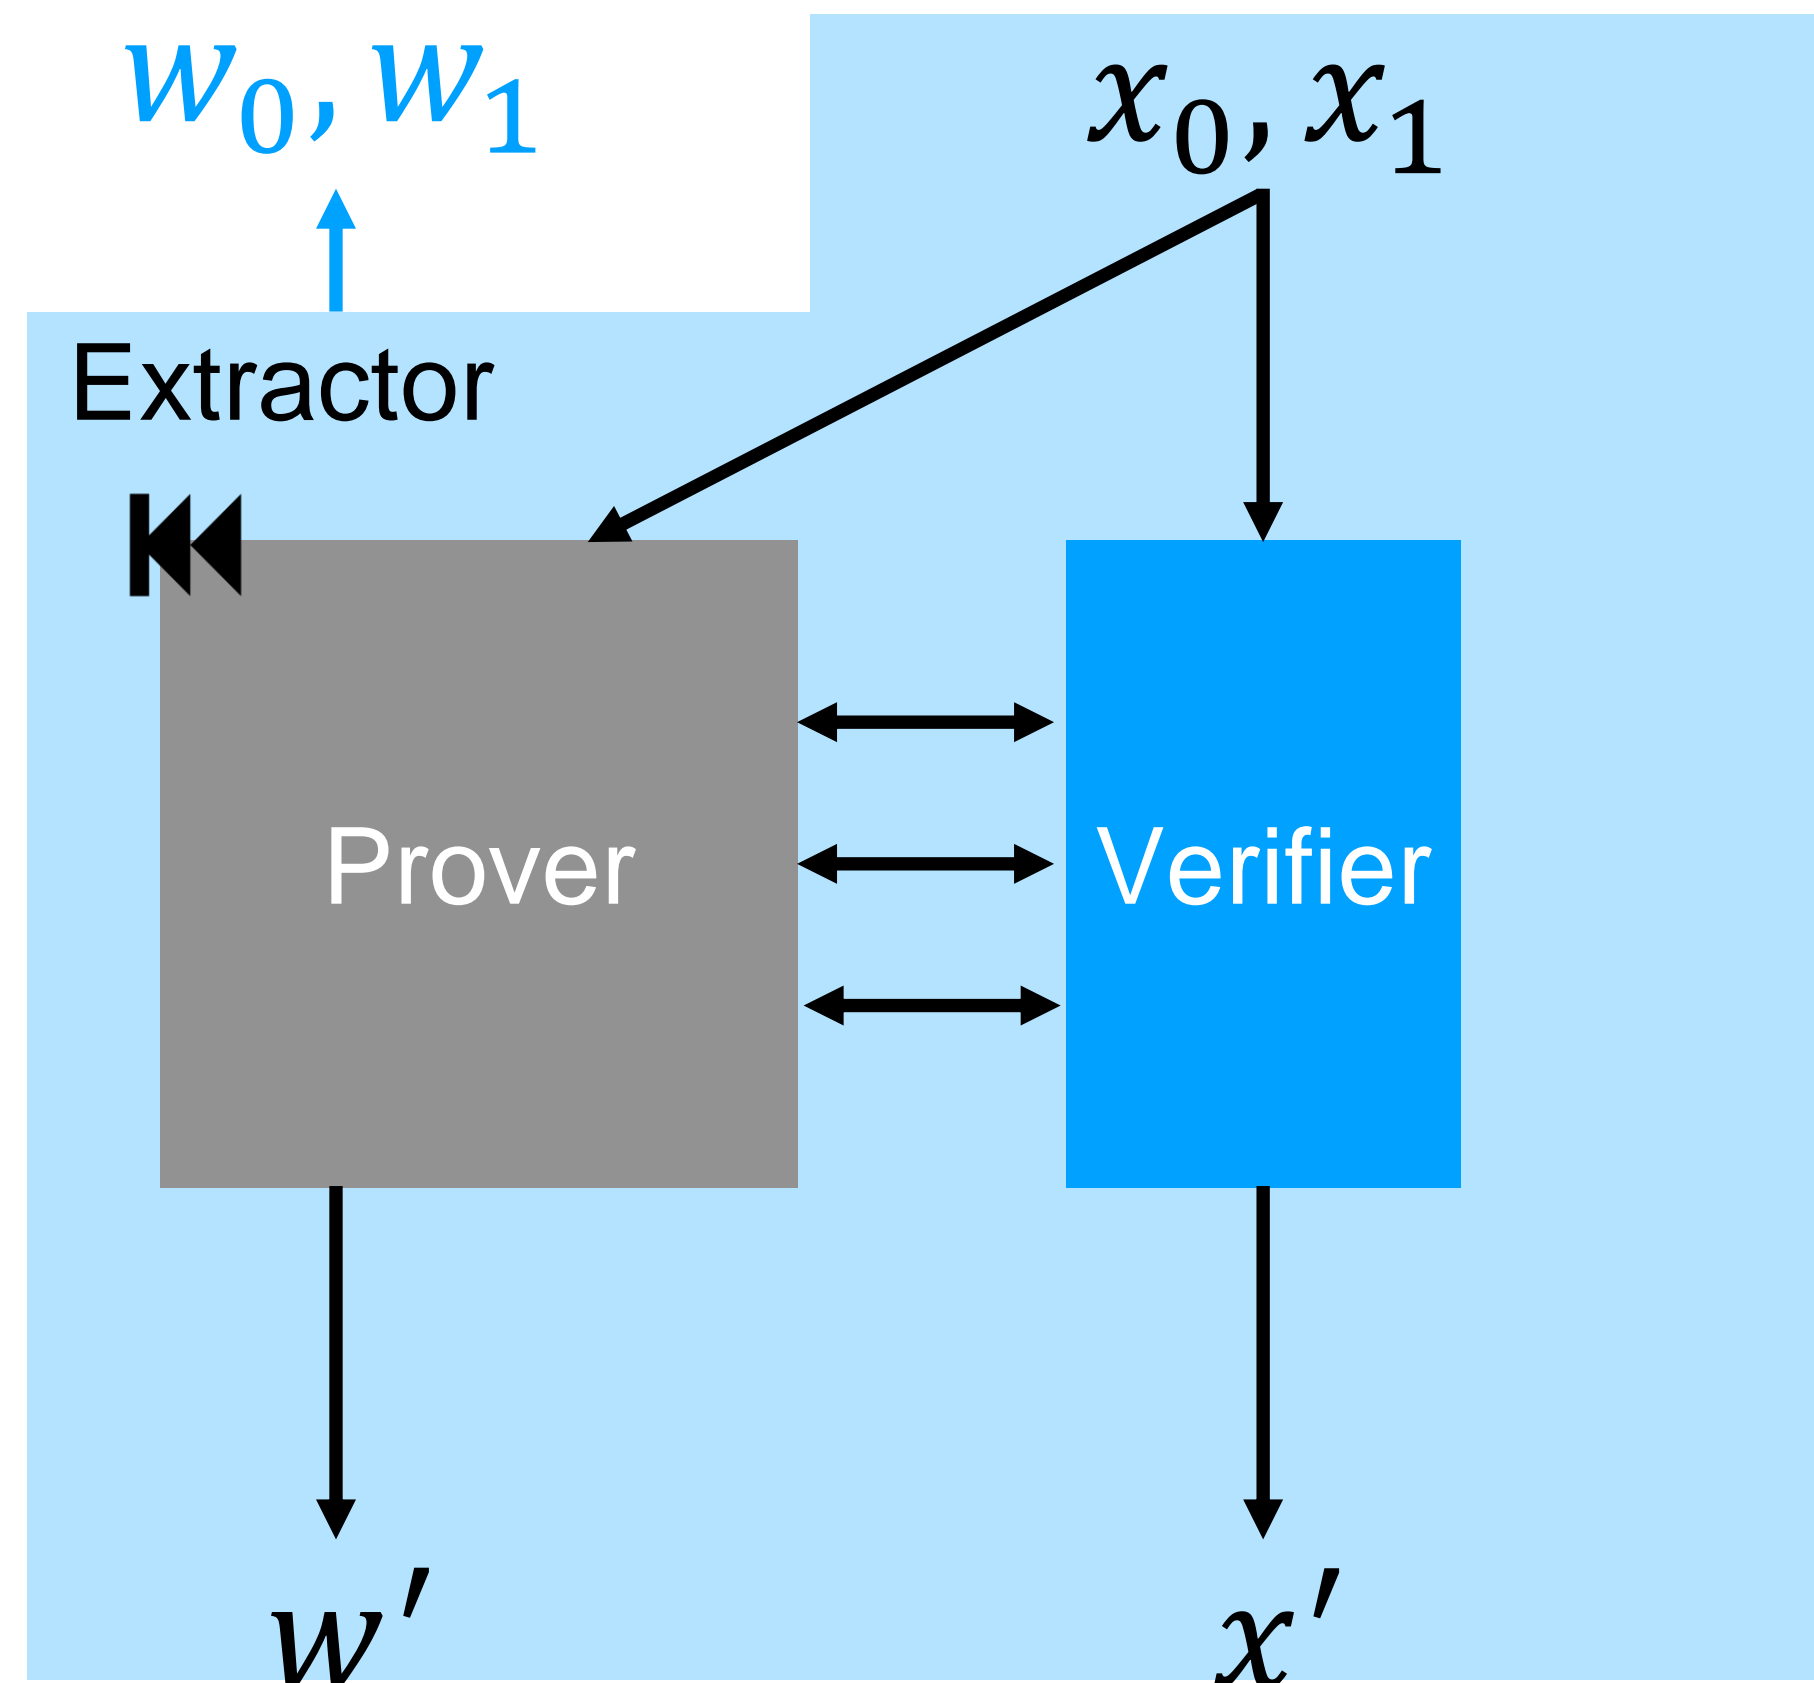 w₀, w₁
x₀, x₁
Extractor
Prover
Verifier
w′
x′